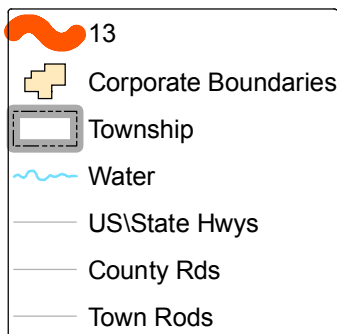 13
Corporate Boundaries
Township
Water
US\State Hwys
County Rds
Town Rods